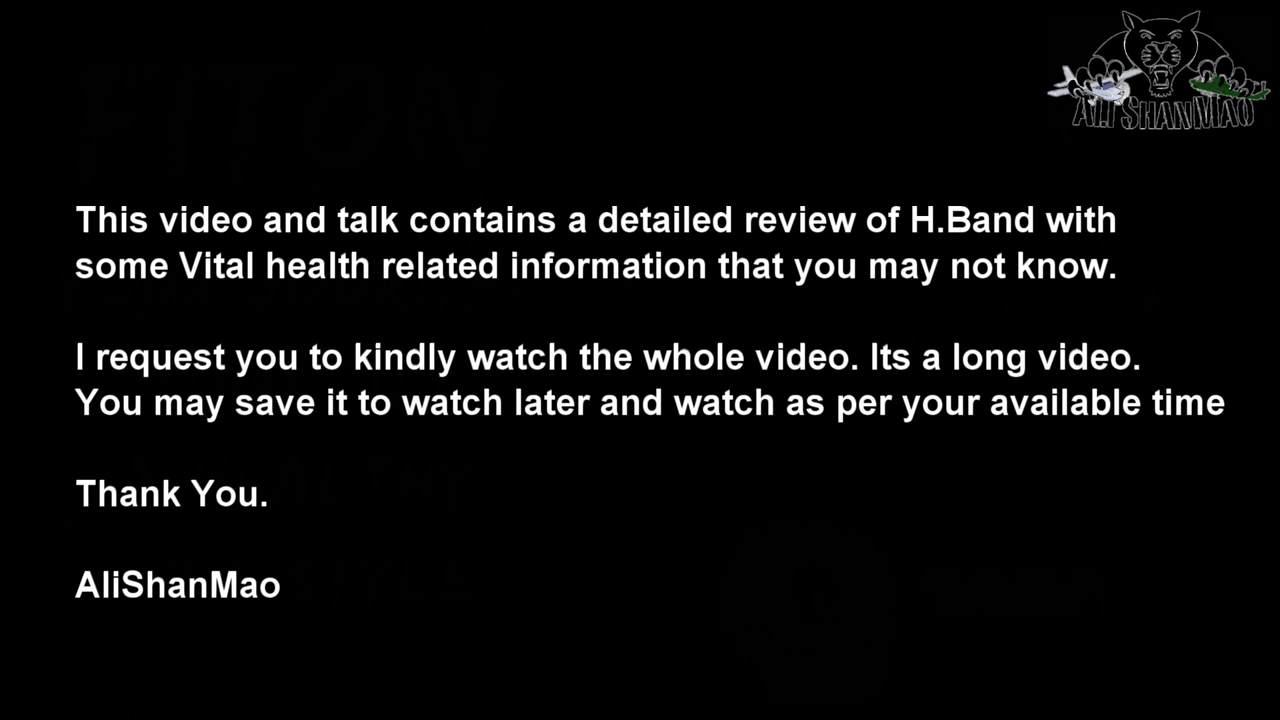 ALI SHANMAO
This video and talk contains a detailed review of H.Band with
some Vital health related information that you may not know.
I request you to kindly watch the whole video. Its a long video.
You may save it to watch later and watch as per your available time
Thank You.
AliShanMao